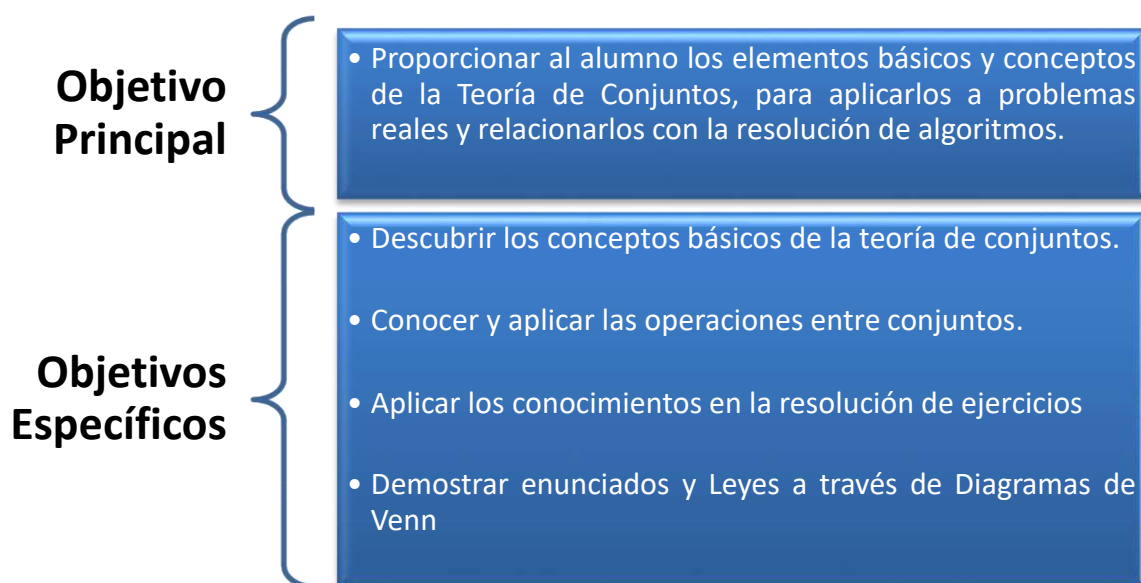 Objetivo
Principal
• Proporcionar al alumno los elementos básicos y conceptos
de la Teoría de Conjuntos, para aplicarlos a problemas
reales y relacionarlos con la resolución de algoritmos.
Objetivos
Específicos
• Descubrir los conceptos básicos de la teoría de conjuntos.
• Conocer y aplicar las operaciones entre conjuntos.
• Aplicar los conocimientos en la resolución de ejercicios
• Demostrar enunciados y Leyes a través de Diagramas de
Venn